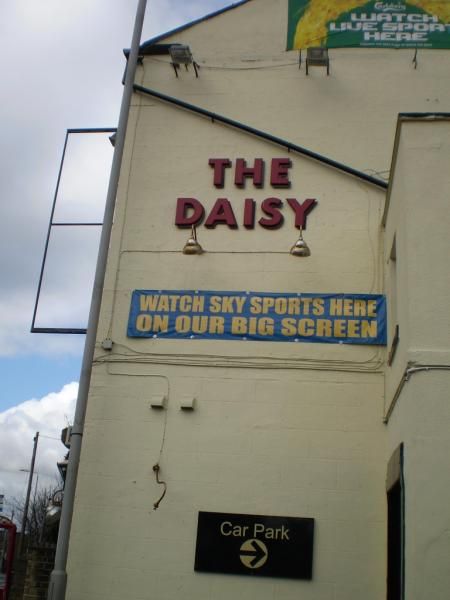 Carlsberg
WATCH
LIVE SPORT
HERE
THE
DAISY
WATCH SKY SPORTS HERE
ON OUR BIG SCREEN
Car Park